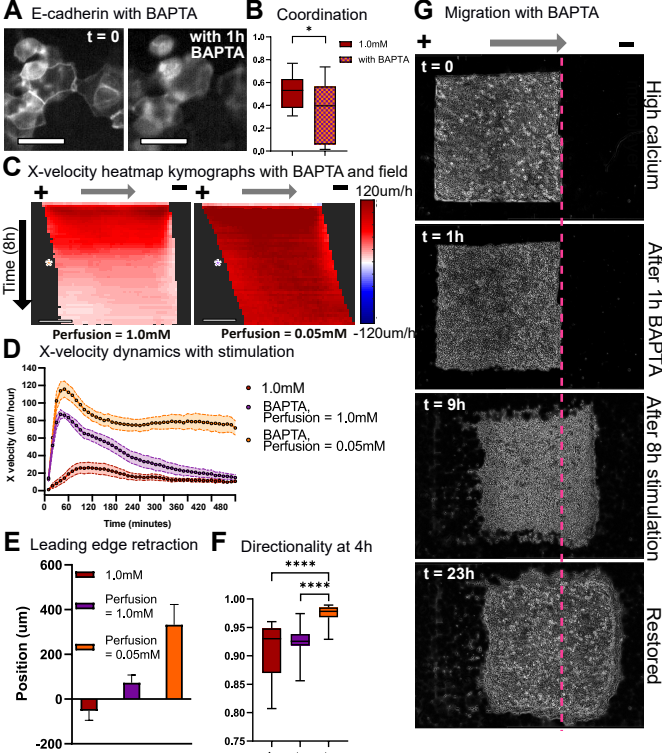 A E-cadherin with BAPTA
t = 0
with 1h
BAPTA
B Coordination
*
1.0mM
with BAPTA
1.0
0.8
0.6
0.4
0.2
0.0
C X-velocity heatmap kymographs with BAPTA and field
+
-
+
-
120um/h
-120um/h
Time (8h)
Perfusion = 1.0mM
Perfusion = 0.05mM
D X-velocity dynamics with stimulation
X velocity (um/ hour)
140
120
100
80
60
40
20
0
0 60 120 180 240 300 360 420 480
Time (minutes)
1.0mM
BAPTA,
Perfusion = 1.0mM
BAPTA,
Perfusion = 0.05mM
E Leading edge retraction
Position (um)
600
400
200
0
-200
1.0mM
Perfusion
= 1.0mM
Perfusion
= 0.05mM
F Directionality at 4h
****
****
1.00
0.95
0.90
0.85
0.80
0.75
G Migration with BAPTA
+
-
t = 0
High calcium
t = 1h
After 1h BAPTA
t = 9h
After 8h stimulation
t = 23h
Restored